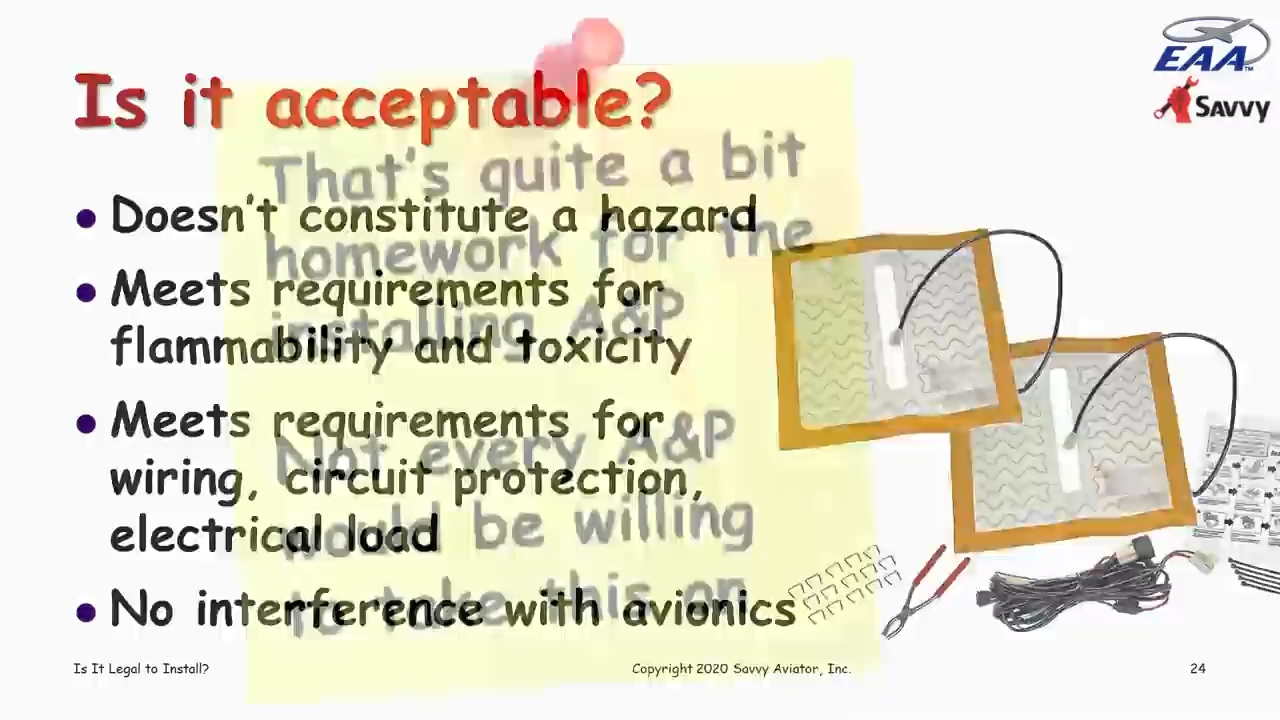 EAA
SAVVY
Is it acceptable?
• Doesn't constitute a hazard
• Meets requirements for
flammability and toxicity
• Meets requirements for
wiring, circuit protection,
electrical load
• No interference with avionics
That's quite a bit
homework for the
installing A&P
Not every A&P
would be willing
to take this on
Is It Legal to Install?
Copyright 2020 Savvy Aviator, Inc.
24